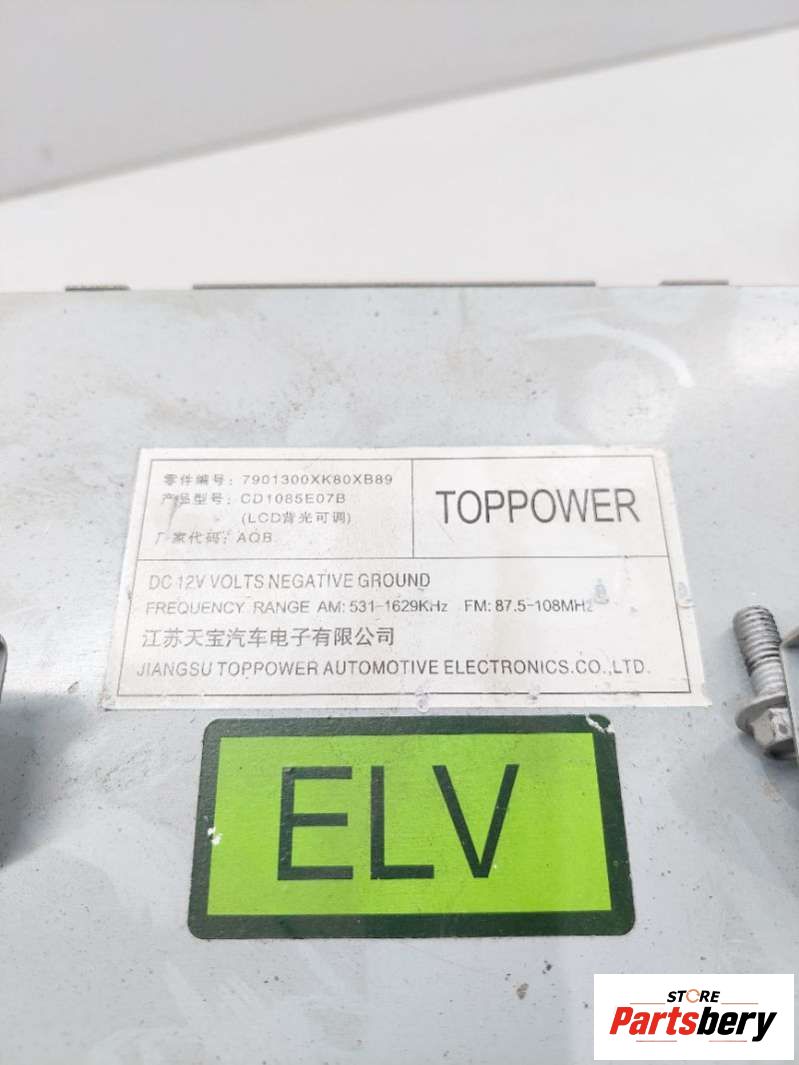 零件编号: 7901300XK80XB89
产品型号: CD1085E07B
(LCD背光可调)
厂家代码: AQB
TOPPOWER
DC 12V VOLTS NEGATIVE GROUND
FREQUENCY RANGE AM: 531-1629KHz FM: 87.5-108MHz
江苏天宝汽车电子有限公司
JIANGSU TOPPOWER AUTOMOTIVE ELECTRONICS.CO.,LTD.
ELV
STORE
Partsbery